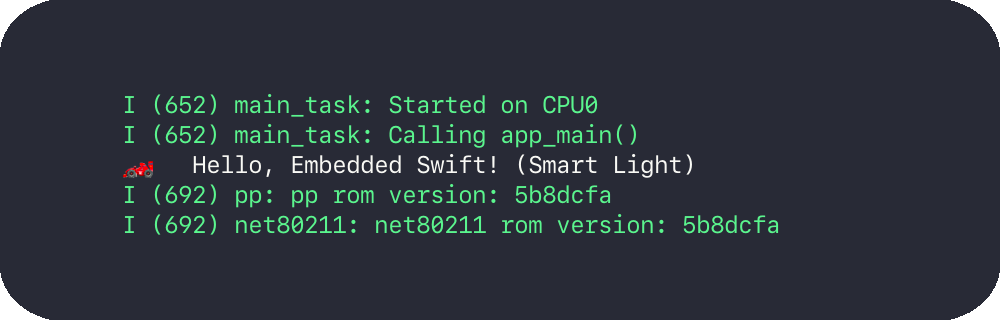 I (652) main_task: Started on CPU0
I (652) main_task: Calling app_main()
🏎️   Hello, Embedded Swift! (Smart Light)
I (692) pp: pp rom version: 5b8dcfa
I (692) net80211: net80211 rom version: 5b8dcfa